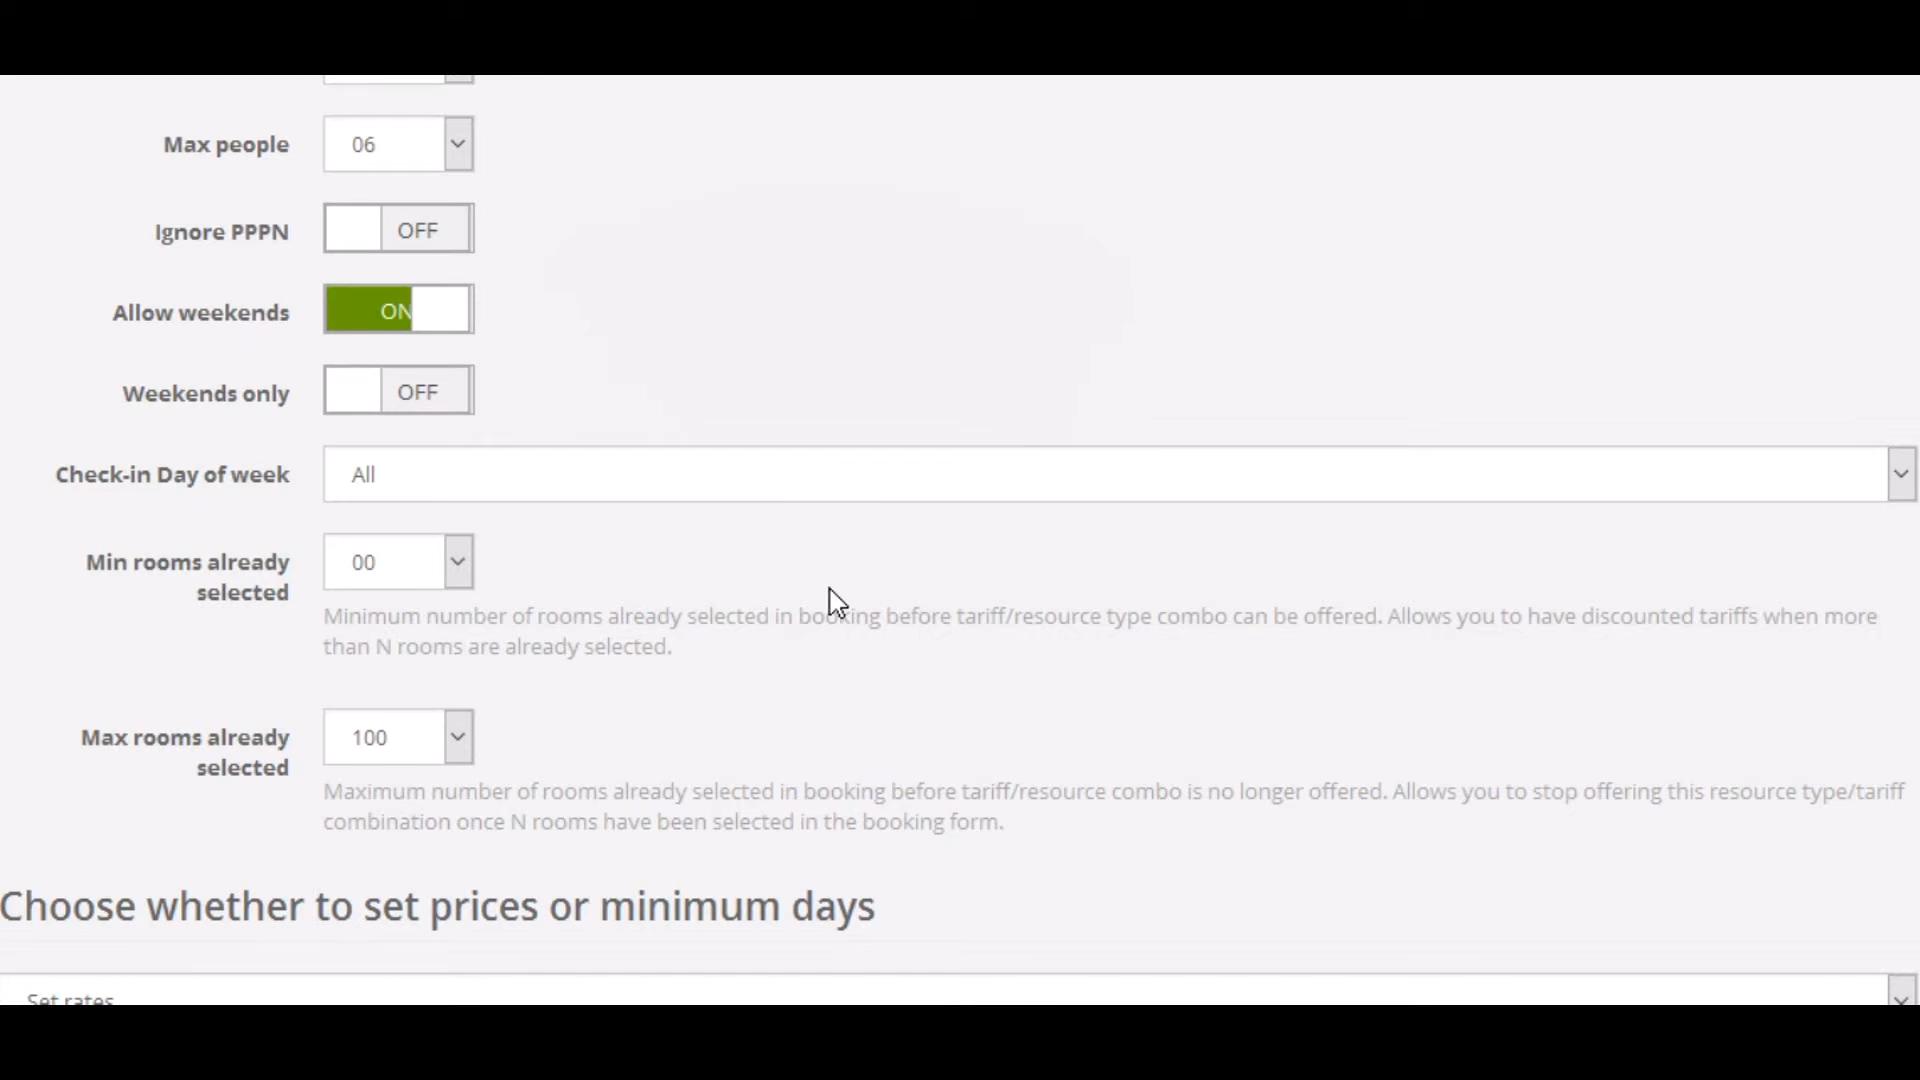 Max people
06
Ignore PPPN
OFF
Allow weekends
ON
Weekends only
OFF
Check-in Day of week
All
Min rooms already
selected
00
Minimum number of rooms already selected in booking before tariff/resource type combo can be offered. Allows you to have discounted tariffs when more
than N rooms are already selected.
Max rooms already
selected
100
Maximum number of rooms already selected in booking before tariff/resource combo is no longer offered. Allows you to stop offering this resource type/tariff
combination once N rooms have been selected in the booking form.
Choose whether to set prices or minimum days
Set rates